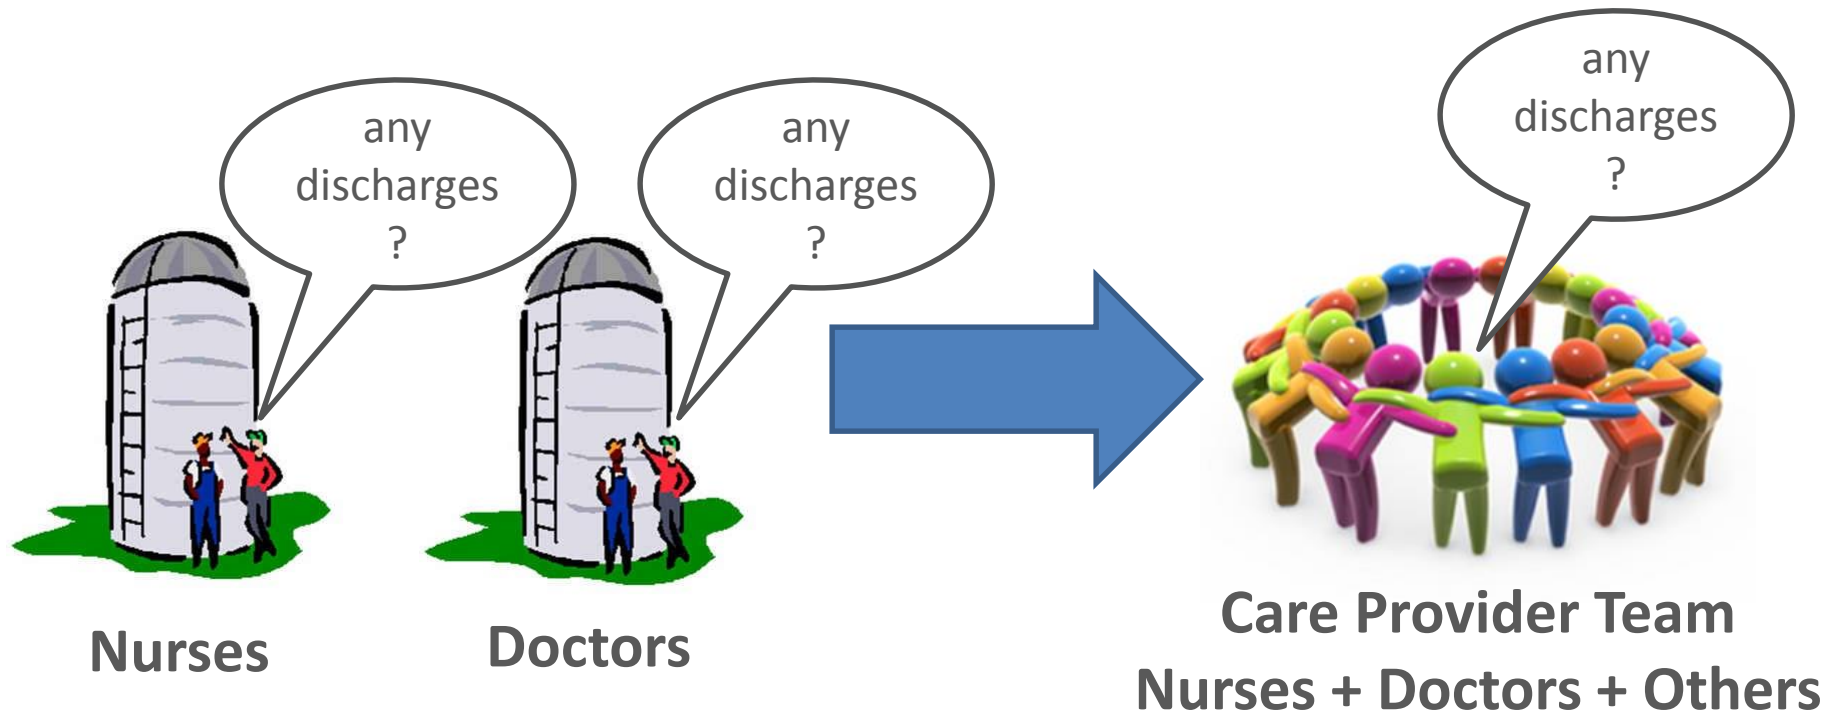 any
discharges
?
any
discharges
?
any
discharges
?
Nurses
Doctors
Care Provider Team
Nurses + Doctors + Others